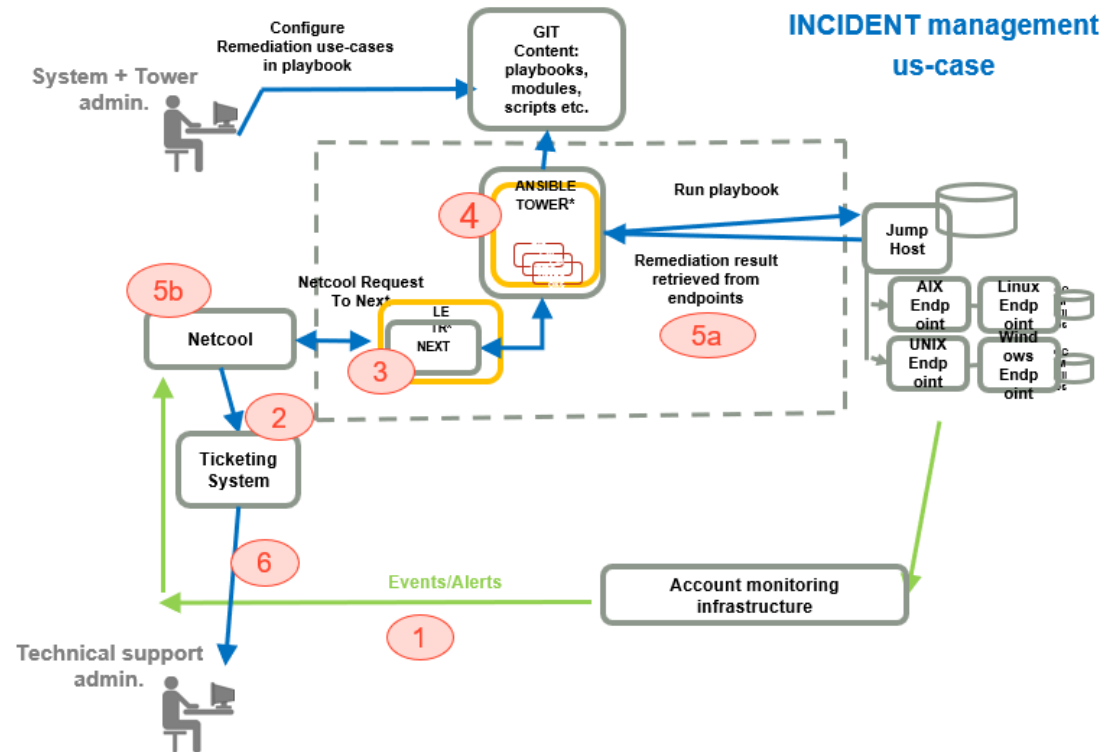 INCIDENT management
us-case
Configure
Remediation use-cases
in playbook
System + Tower
admin.
GIT
Content:
playbooks,
modules,
scripts etc.
ANSIBLE
TOWER*
4
Run playbook
Jump
Host
Remediation result
retrieved from
endpoints
5a
Netcool Request
To Next
5b
Netcool
LE
TR*
NEXT
3
AIX
Endp
oint
Linux
Endp
oint
UNIX
Endp
oint
Wind
ows
Endp
oint
2
Ticketing
System
6
Events/Alerts
1
Account monitoring
infrastructure
Technical support
admin.